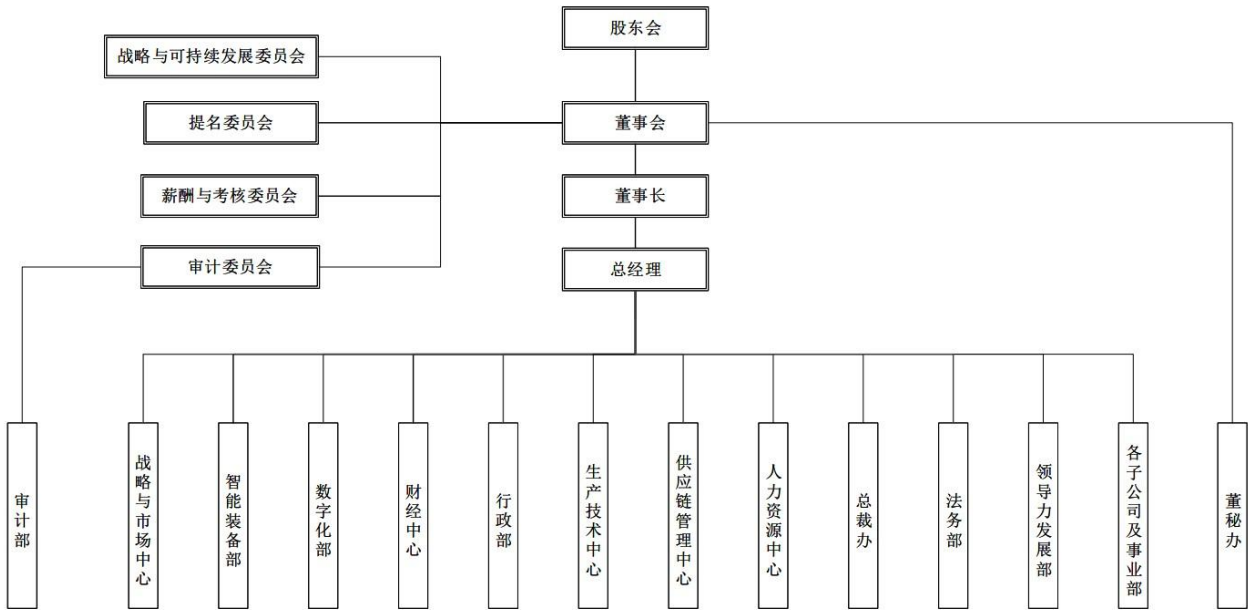 股东会
战略与可持续发展委员会
提名委员会
董事会
薪酬与考核委员会
董事长
审计委员会
总经理
审计部
战略与市场中心
智能装备部
数字化部
财经中心
行政部
生产技术中心
供应链管理中心
人力资源中心
总裁办
法务部
领导力发展部
各子公司及事业部
董秘办